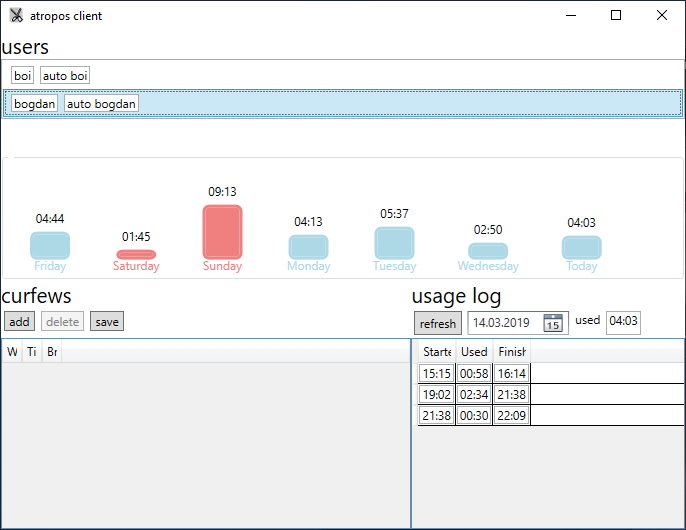 atropos client
users
boi auto boi
bogdan auto bogdan
04:44 01:45 09:13 04:13 05:37 02:50 04:03
Friday Saturday Sunday Monday Tuesday Wednesday Today
curfews
add delete save
W Ti Br
usage log
refresh 14.03.2019 15 used 04:03
Starte Used Finish
15:15 00:58 16:14
19:02 02:34 21:38
21:38 00:30 22:09